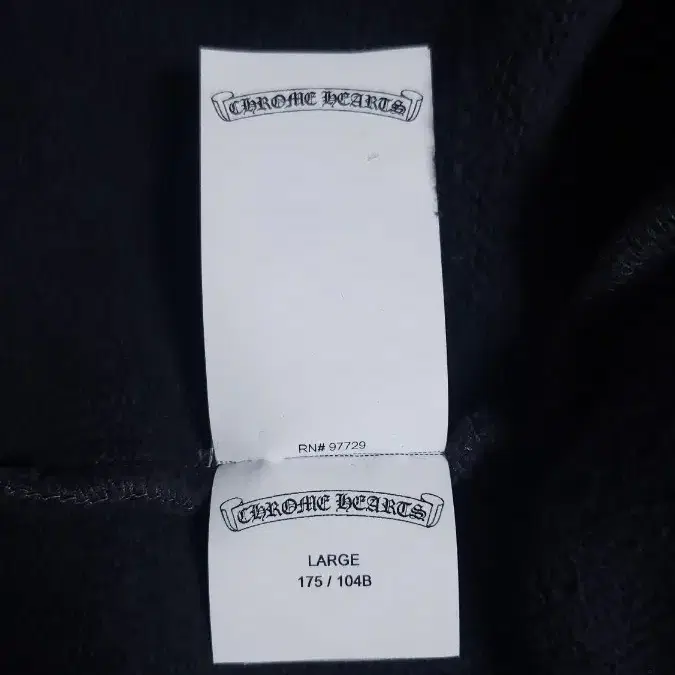 CHROME HEARTS
RN# 97729
CHROME HEARTS
LARGE
175 / 104B